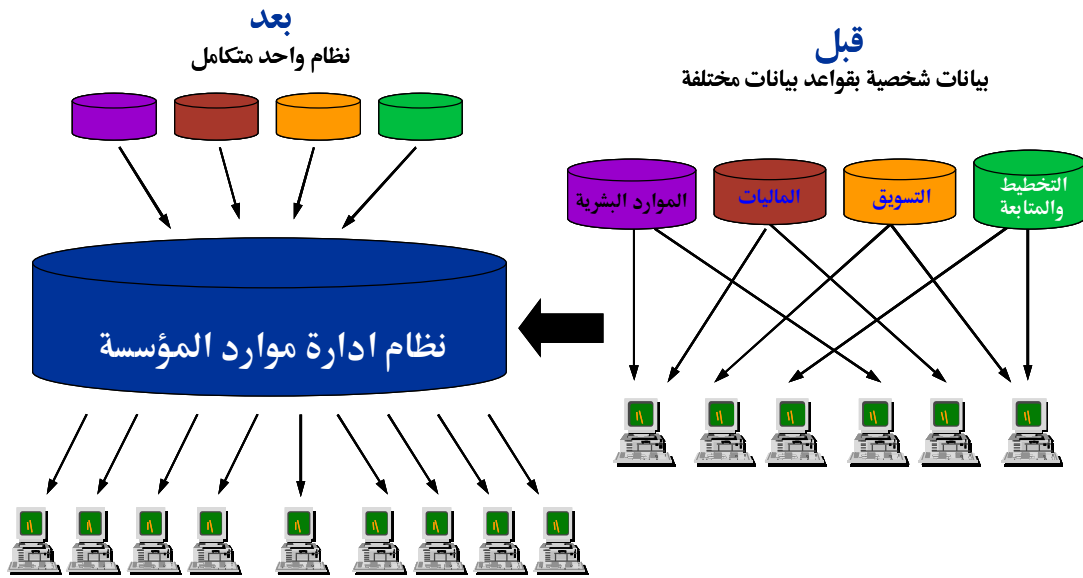 قبل
بيانات شخصية بقواعد بيانات مختلفة
التخطيط
والمتابعة
التسويق
الماليات
الموارد البشرية
بعد
نظام واحد متكامل
نظام ادارة موارد المؤسسة